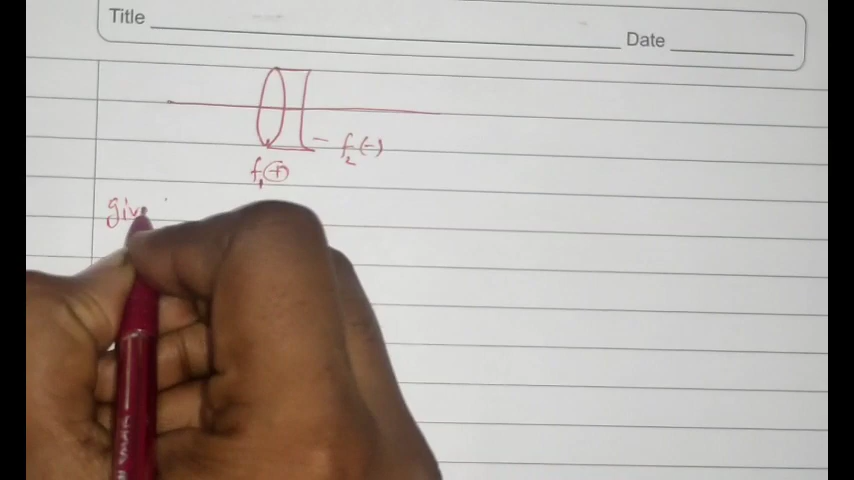 Title Date
f₂(-)
f₁(+)
giv